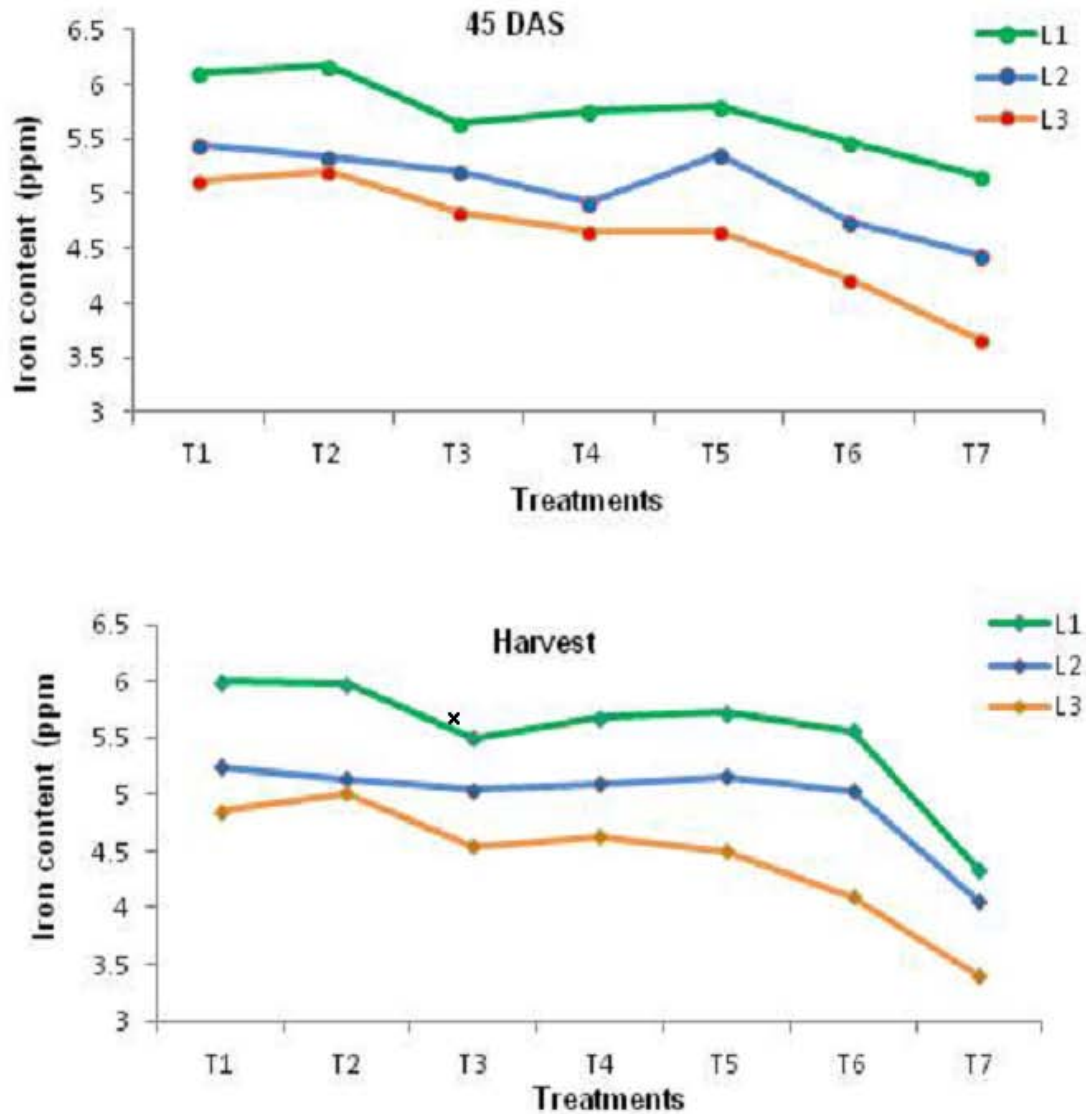 45 DAS
L1
L2
L3
6.5
6
5.5
5
4.5
4
3.5
3
Iron content (ppm)
T1 T2 T3 T4 T5 T6 T7
Treatments
Harvest
L1
L2
L3
6.5
6
5.5
5
4.5
4
3.5
3
Iron content (ppm
T1 T2 T3 T4 T5 T6 T7
Treatments